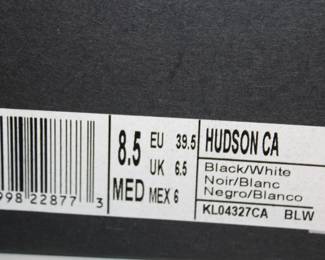 8.5 EU 39.5
UK 6.5
MED MEX 6
HUDSON CA
Black/White
Noir/Blanc
Negro/Blanco
KL04327CA BLW
998 22877 3